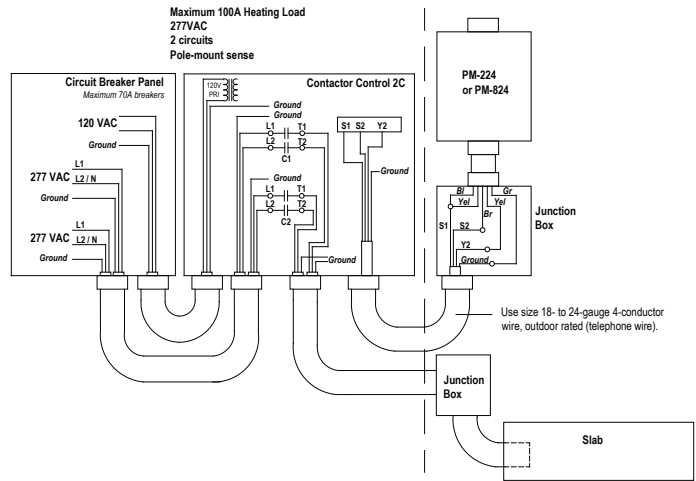 Maximum 100A Heating Load
277VAC
2 circuits
Pole-mount sense
Circuit Breaker Panel
Maximum 70A breakers
120 VAC
Ground
L1
277 VAC L2 / N
Ground
L1
277 VAC L2 / N
Ground
Contactor Control 2C
120V
PRI
Ground
Ground
L1 T1
L2 T2
C1
Ground
L1 T1
L2 T2
C2
Ground
S1 S2 Y2
Ground
PM-224
or PM-824
Bl Gr
Yel Yel
Br
S1 S2
Y2
Ground
Junction
Box
Use size 18- to 24-gauge 4-conductor
wire, outdoor rated (telephone wire).
Junction
Box
Slab